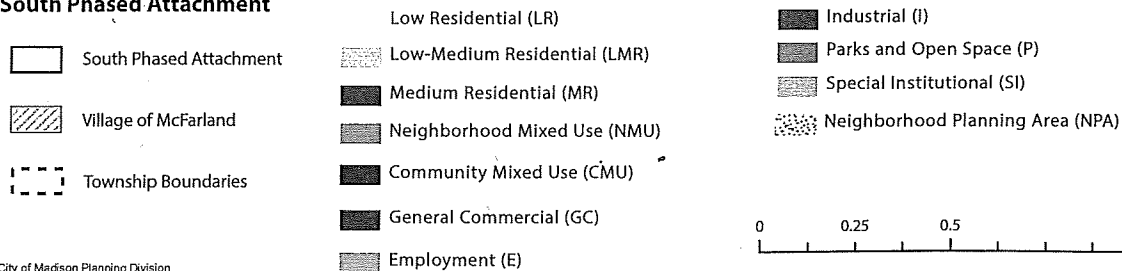 South Phased Attachment
South Phased Attachment
Village of McFarland
Township Boundaries
City of Madison Planning Division
Low Residential (LR)
Low-Medium Residential (LMR)
Medium Residential (MR)
Neighborhood Mixed Use (NMU)
Community Mixed Use (CMU)
General Commercial (GC)
Employment (E)
Industrial (I)
Parks and Open Space (P)
Special Institutional (SI)
Neighborhood Planning Area (NPA)
0 0.25 0.5